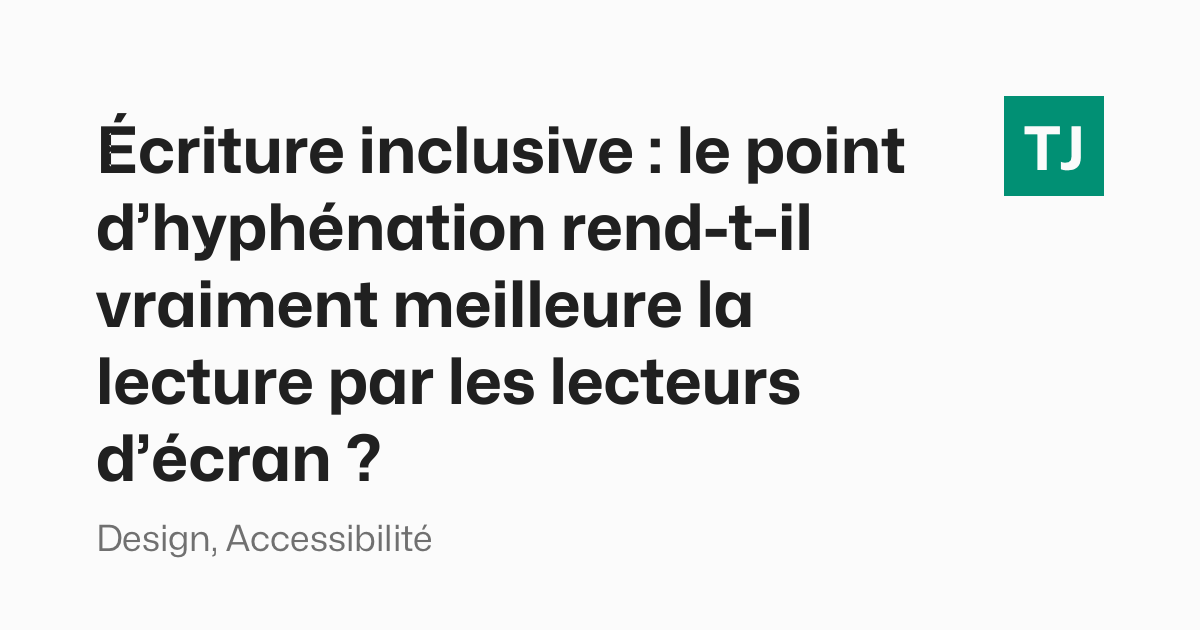 Écriture inclusive : le point
d’hyphénation rend-t-il
vraiment meilleure la
lecture par les lecteurs
d’écran ?
Design, Accessibilité
TJ